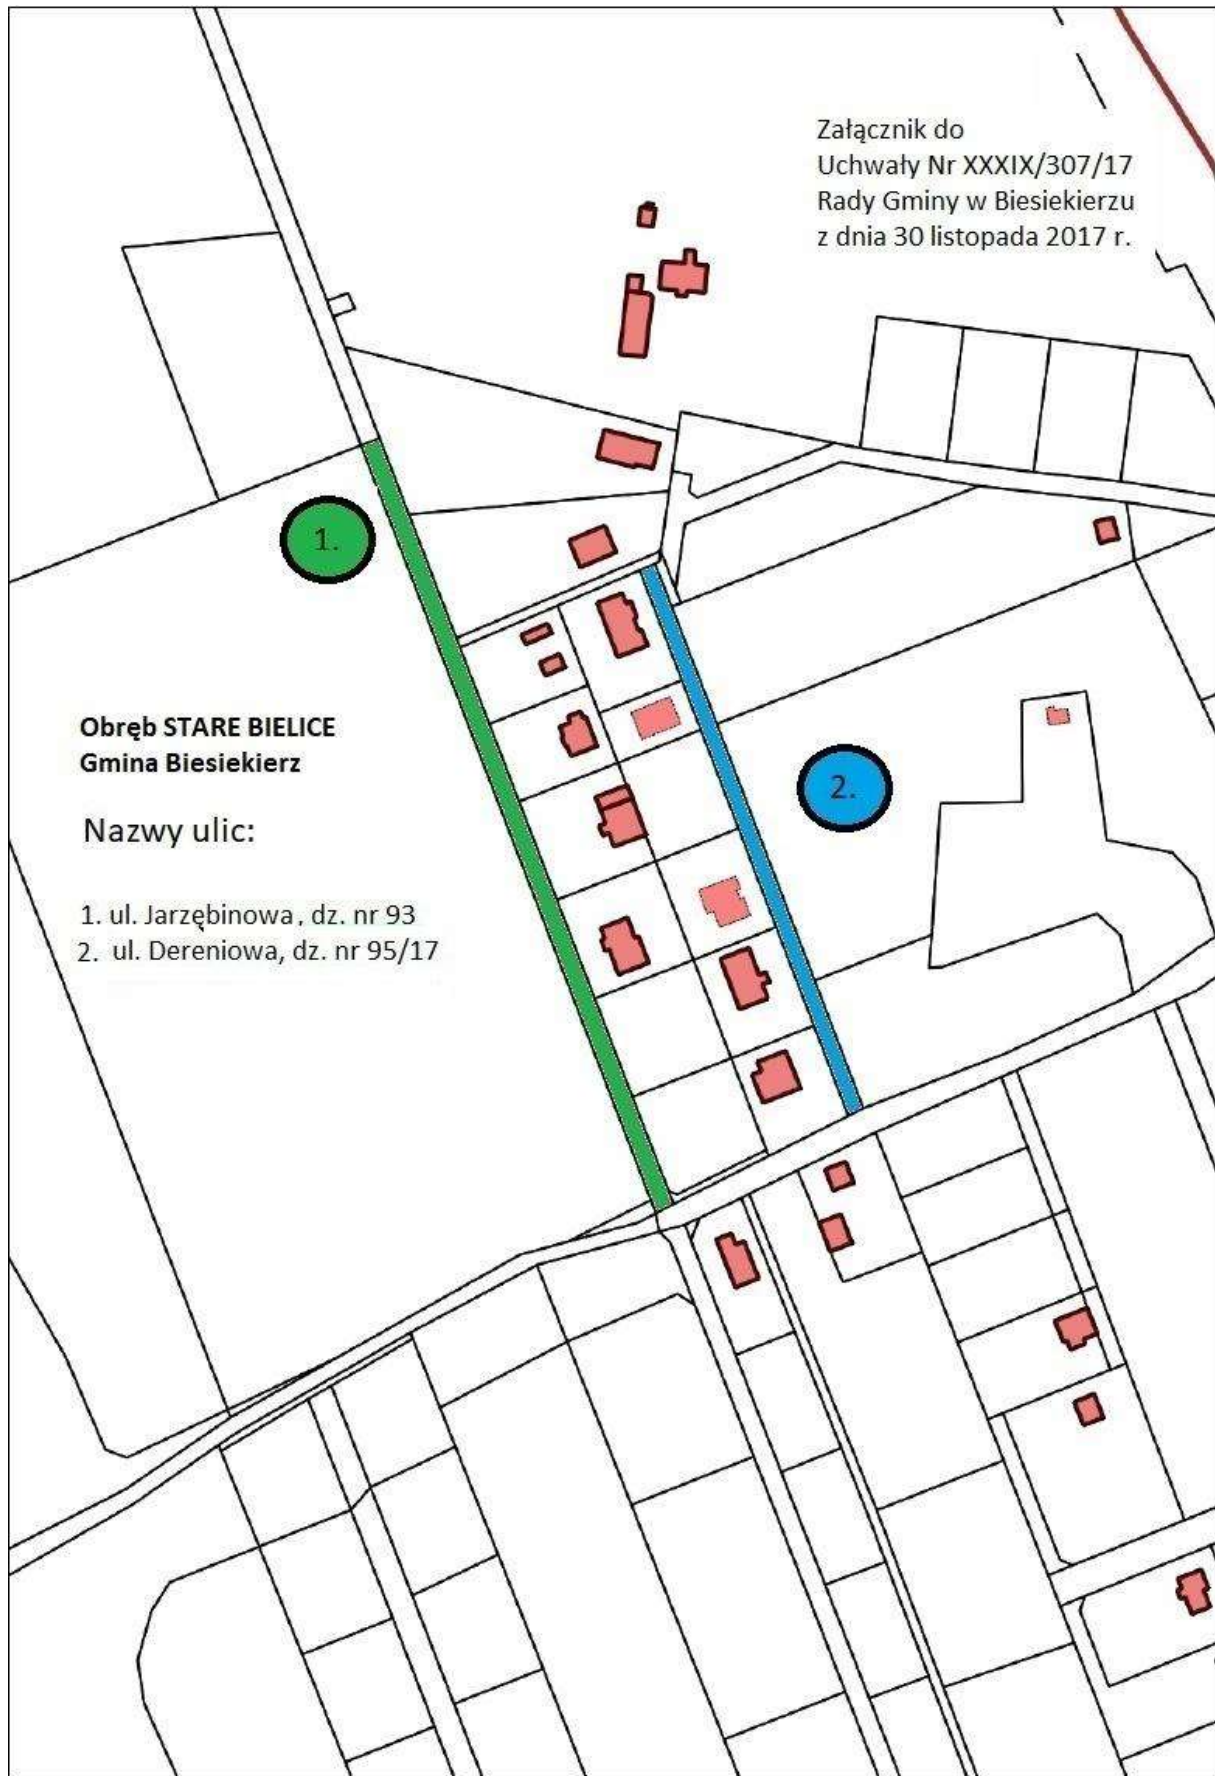 Załącznik do
Uchwały Nr XXXIX/307/17
Rady Gminy w Biesiekierzu
z dnia 30 listopada 2017 r.
1.
Obręb STARE BIELICE
Gmina Biesiekierz
2.
Nazwy ulic:
1. ul. Jarzębinowa, dz. nr 93
2. ul. Dereniowa, dz. nr 95/17